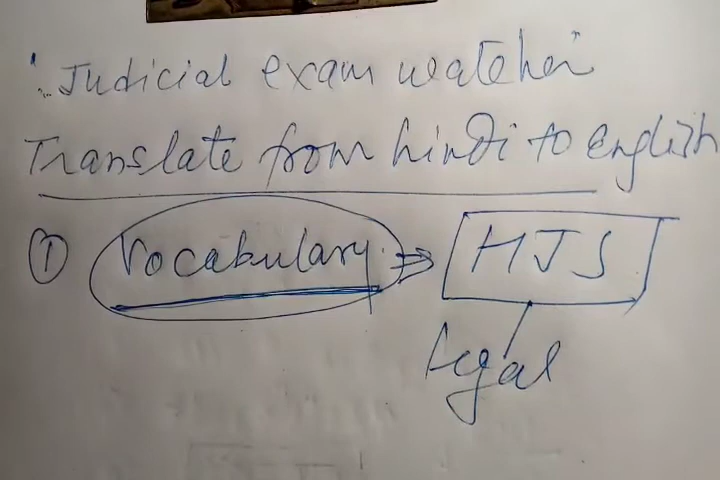 "Judicial exam watcher"
Translate from hindi to english
① Vocabulary ⇒ HJS
Legal